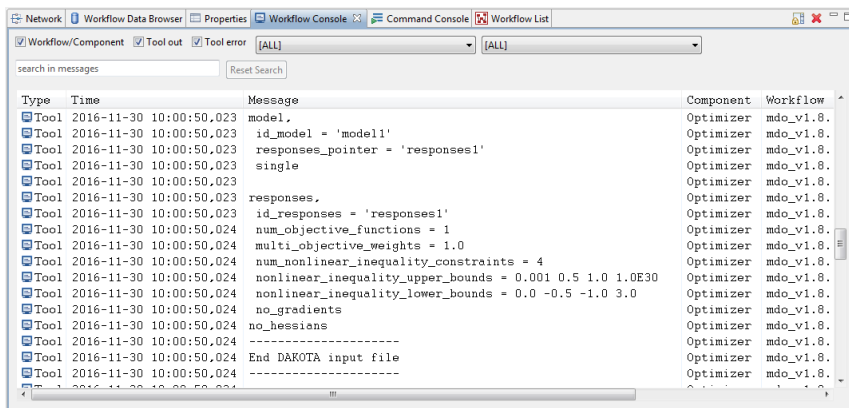 Network Workflow Data Browser Properties Workflow Console Command Console Workflow List
Workflow/Component Tool out Tool error [ALL] [ALL]
search in messages Reset Search
Type Time Message Component Workflow
Tool 2016-11-30 10:00:50,023 model, Optimizer mdo_v1.8.
Tool 2016-11-30 10:00:50,023 id_model = 'model1' Optimizer mdo_v1.8.
Tool 2016-11-30 10:00:50,023 responses_pointer = 'responses1' Optimizer mdo_v1.8.
Tool 2016-11-30 10:00:50,023 single Optimizer mdo_v1.8.
Tool 2016-11-30 10:00:50,023 Optimizer mdo_v1.8.
Tool 2016-11-30 10:00:50,023 responses, Optimizer mdo_v1.8.
Tool 2016-11-30 10:00:50,023 id_responses = 'responses1' Optimizer mdo_v1.8.
Tool 2016-11-30 10:00:50,024 num_objective_functions = 1 Optimizer mdo_v1.8.
Tool 2016-11-30 10:00:50,024 multi_objective_weights = 1.0 Optimizer mdo_v1.8.
Tool 2016-11-30 10:00:50,024 num_nonlinear_inequality_constraints = 4 Optimizer mdo_v1.8.
Tool 2016-11-30 10:00:50,024 nonlinear_inequality_upper_bounds = 0.001 0.5 1.0 1.0E30 Optimizer mdo_v1.8.
Tool 2016-11-30 10:00:50,024 nonlinear_inequality_lower_bounds = 0.0 -0.5 -1.0 3.0 Optimizer mdo_v1.8.
Tool 2016-11-30 10:00:50,024 no_gradients Optimizer mdo_v1.8.
Tool 2016-11-30 10:00:50,024 no_hessians Optimizer mdo_v1.8.
Tool 2016-11-30 10:00:50,024 --------------------- Optimizer mdo_v1.8.
Tool 2016-11-30 10:00:50,024 End DAKOTA input file Optimizer mdo_v1.8.
Tool 2016-11-30 10:00:50,024 --------------------- Optimizer mdo_v1.8.